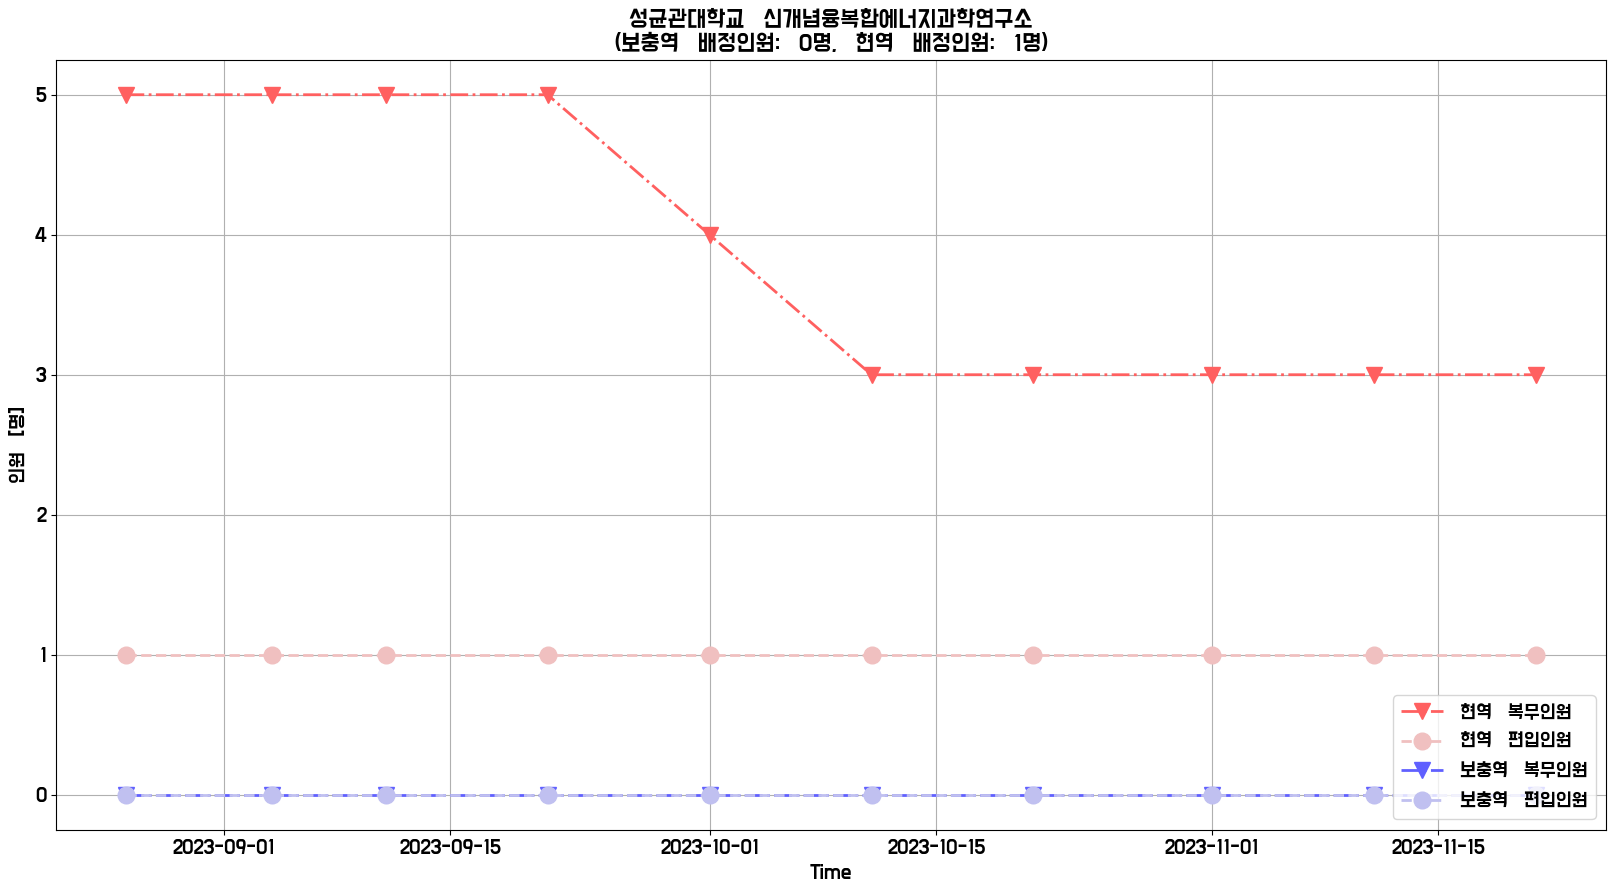 성균관대학교 신개념융복합에너지과학연구소
(보충역 배정인원: 0명, 현역 배정인원: 1명)
5
4
3
2
1
0
인원 [명]
현역 복무인원
현역 편입인원
보충역 복무인원
보충역 편입인원
2023-09-01
2023-09-15
2023-10-01
2023-10-15
2023-11-01
2023-11-15
Time